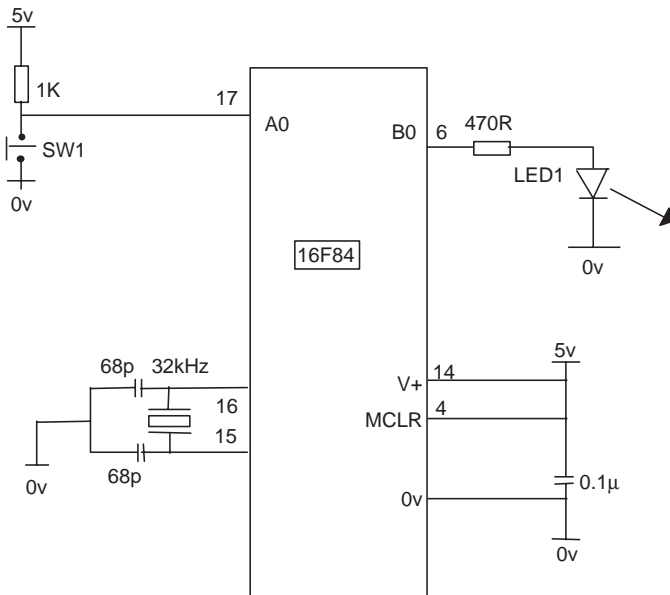 5v
1K
17
A0
SW1
0v
B0
6
470R
LED1
0v
16F84
68p
32kHz
16
15
68p
0v
5v
V+
14
MCLR
4
0.1µ
0v
0v